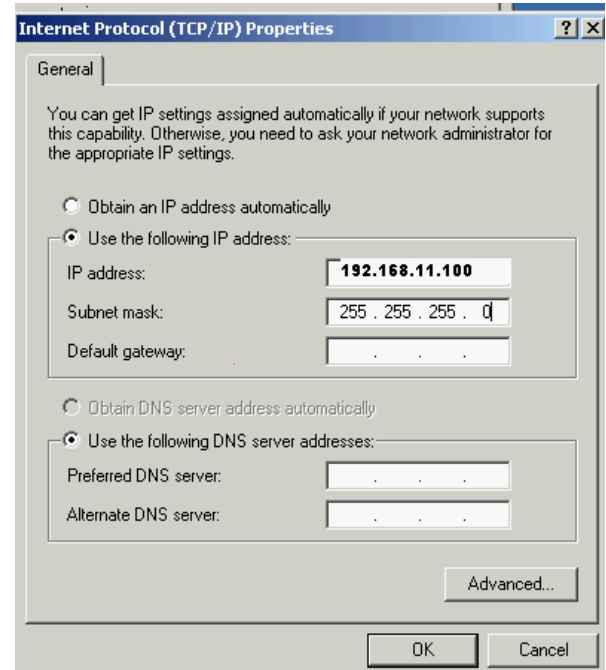 Internet Protocol (TCP/IP) Properties
General
You can get IP settings assigned automatically if your network supports
this capability. Otherwise, you need to ask your network administrator for
the appropriate IP settings.
Obtain an IP address automatically
Use the following IP address:
IP address: 192.168.11.100
Subnet mask: 255 . 255 . 255 . 0
Default gateway: . . .
Obtain DNS server address automatically
Use the following DNS server addresses:
Preferred DNS server: . . .
Alternate DNS server: . . .
Advanced...
OK Cancel